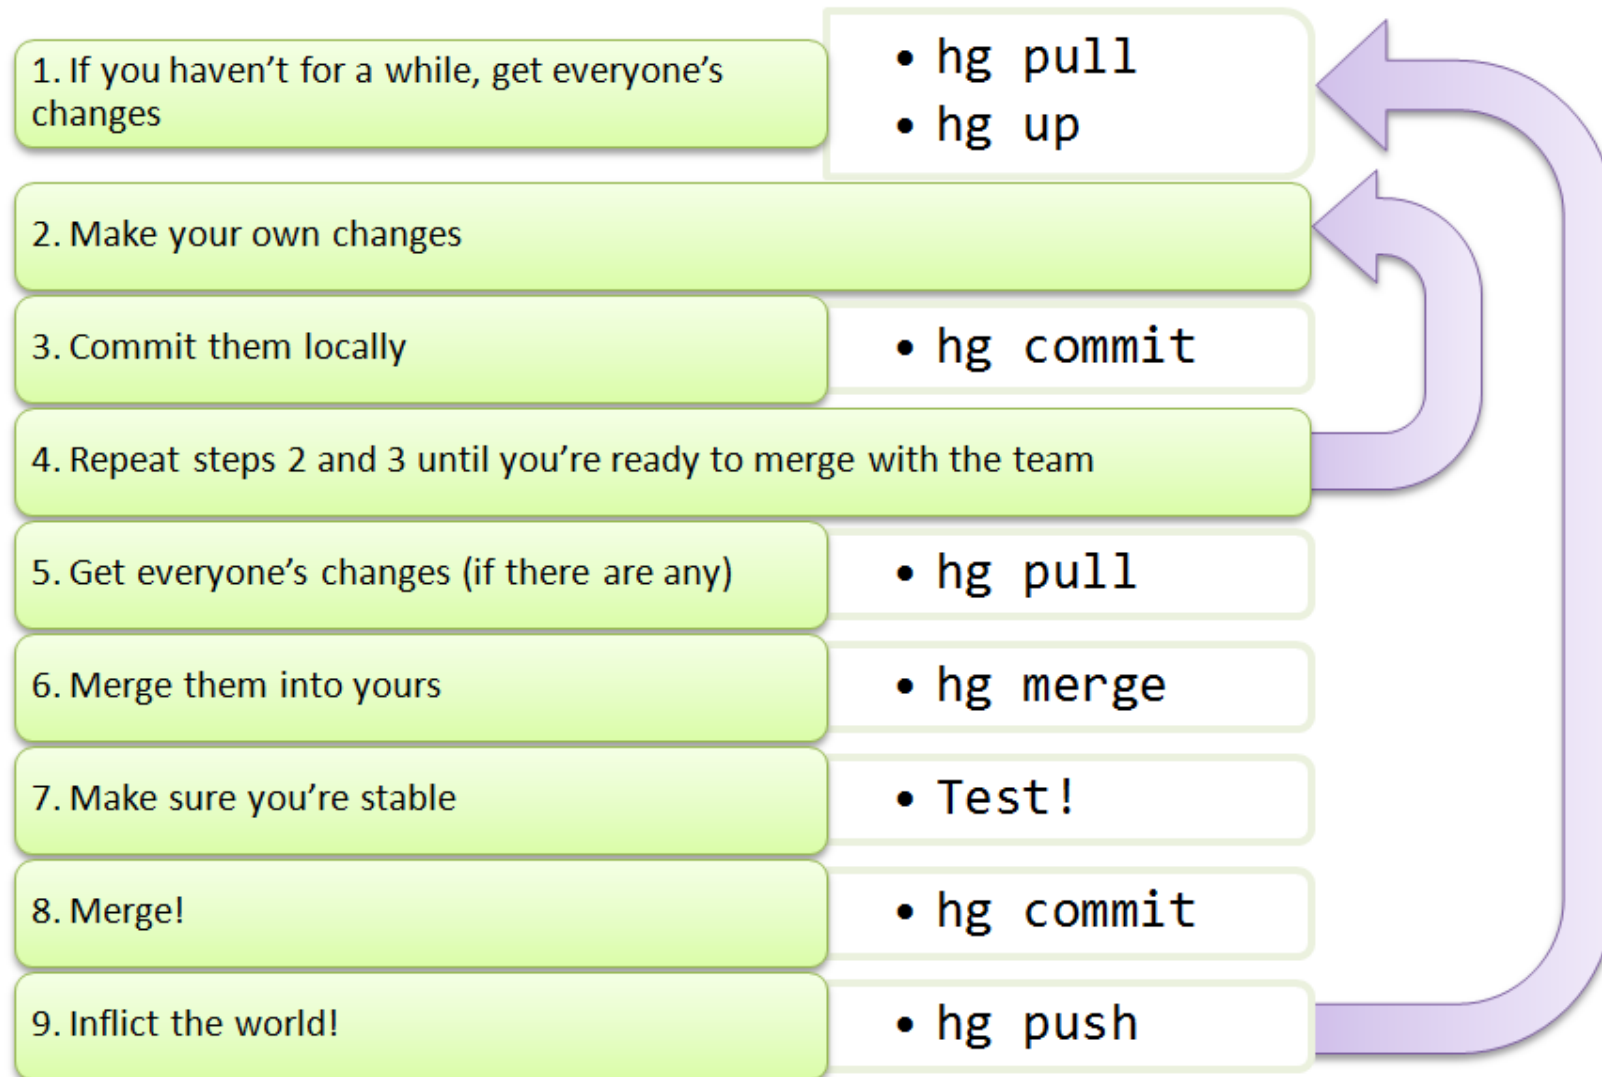 1. If you haven’t for a while, get everyone’s
changes
• hg pull
• hg up
2. Make your own changes
3. Commit them locally
• hg commit
4. Repeat steps 2 and 3 until you’re ready to merge with the team
5. Get everyone’s changes (if there are any)
• hg pull
6. Merge them into yours
• hg merge
7. Make sure you’re stable
• Test!
8. Merge!
• hg commit
9. Inflict the world!
• hg push